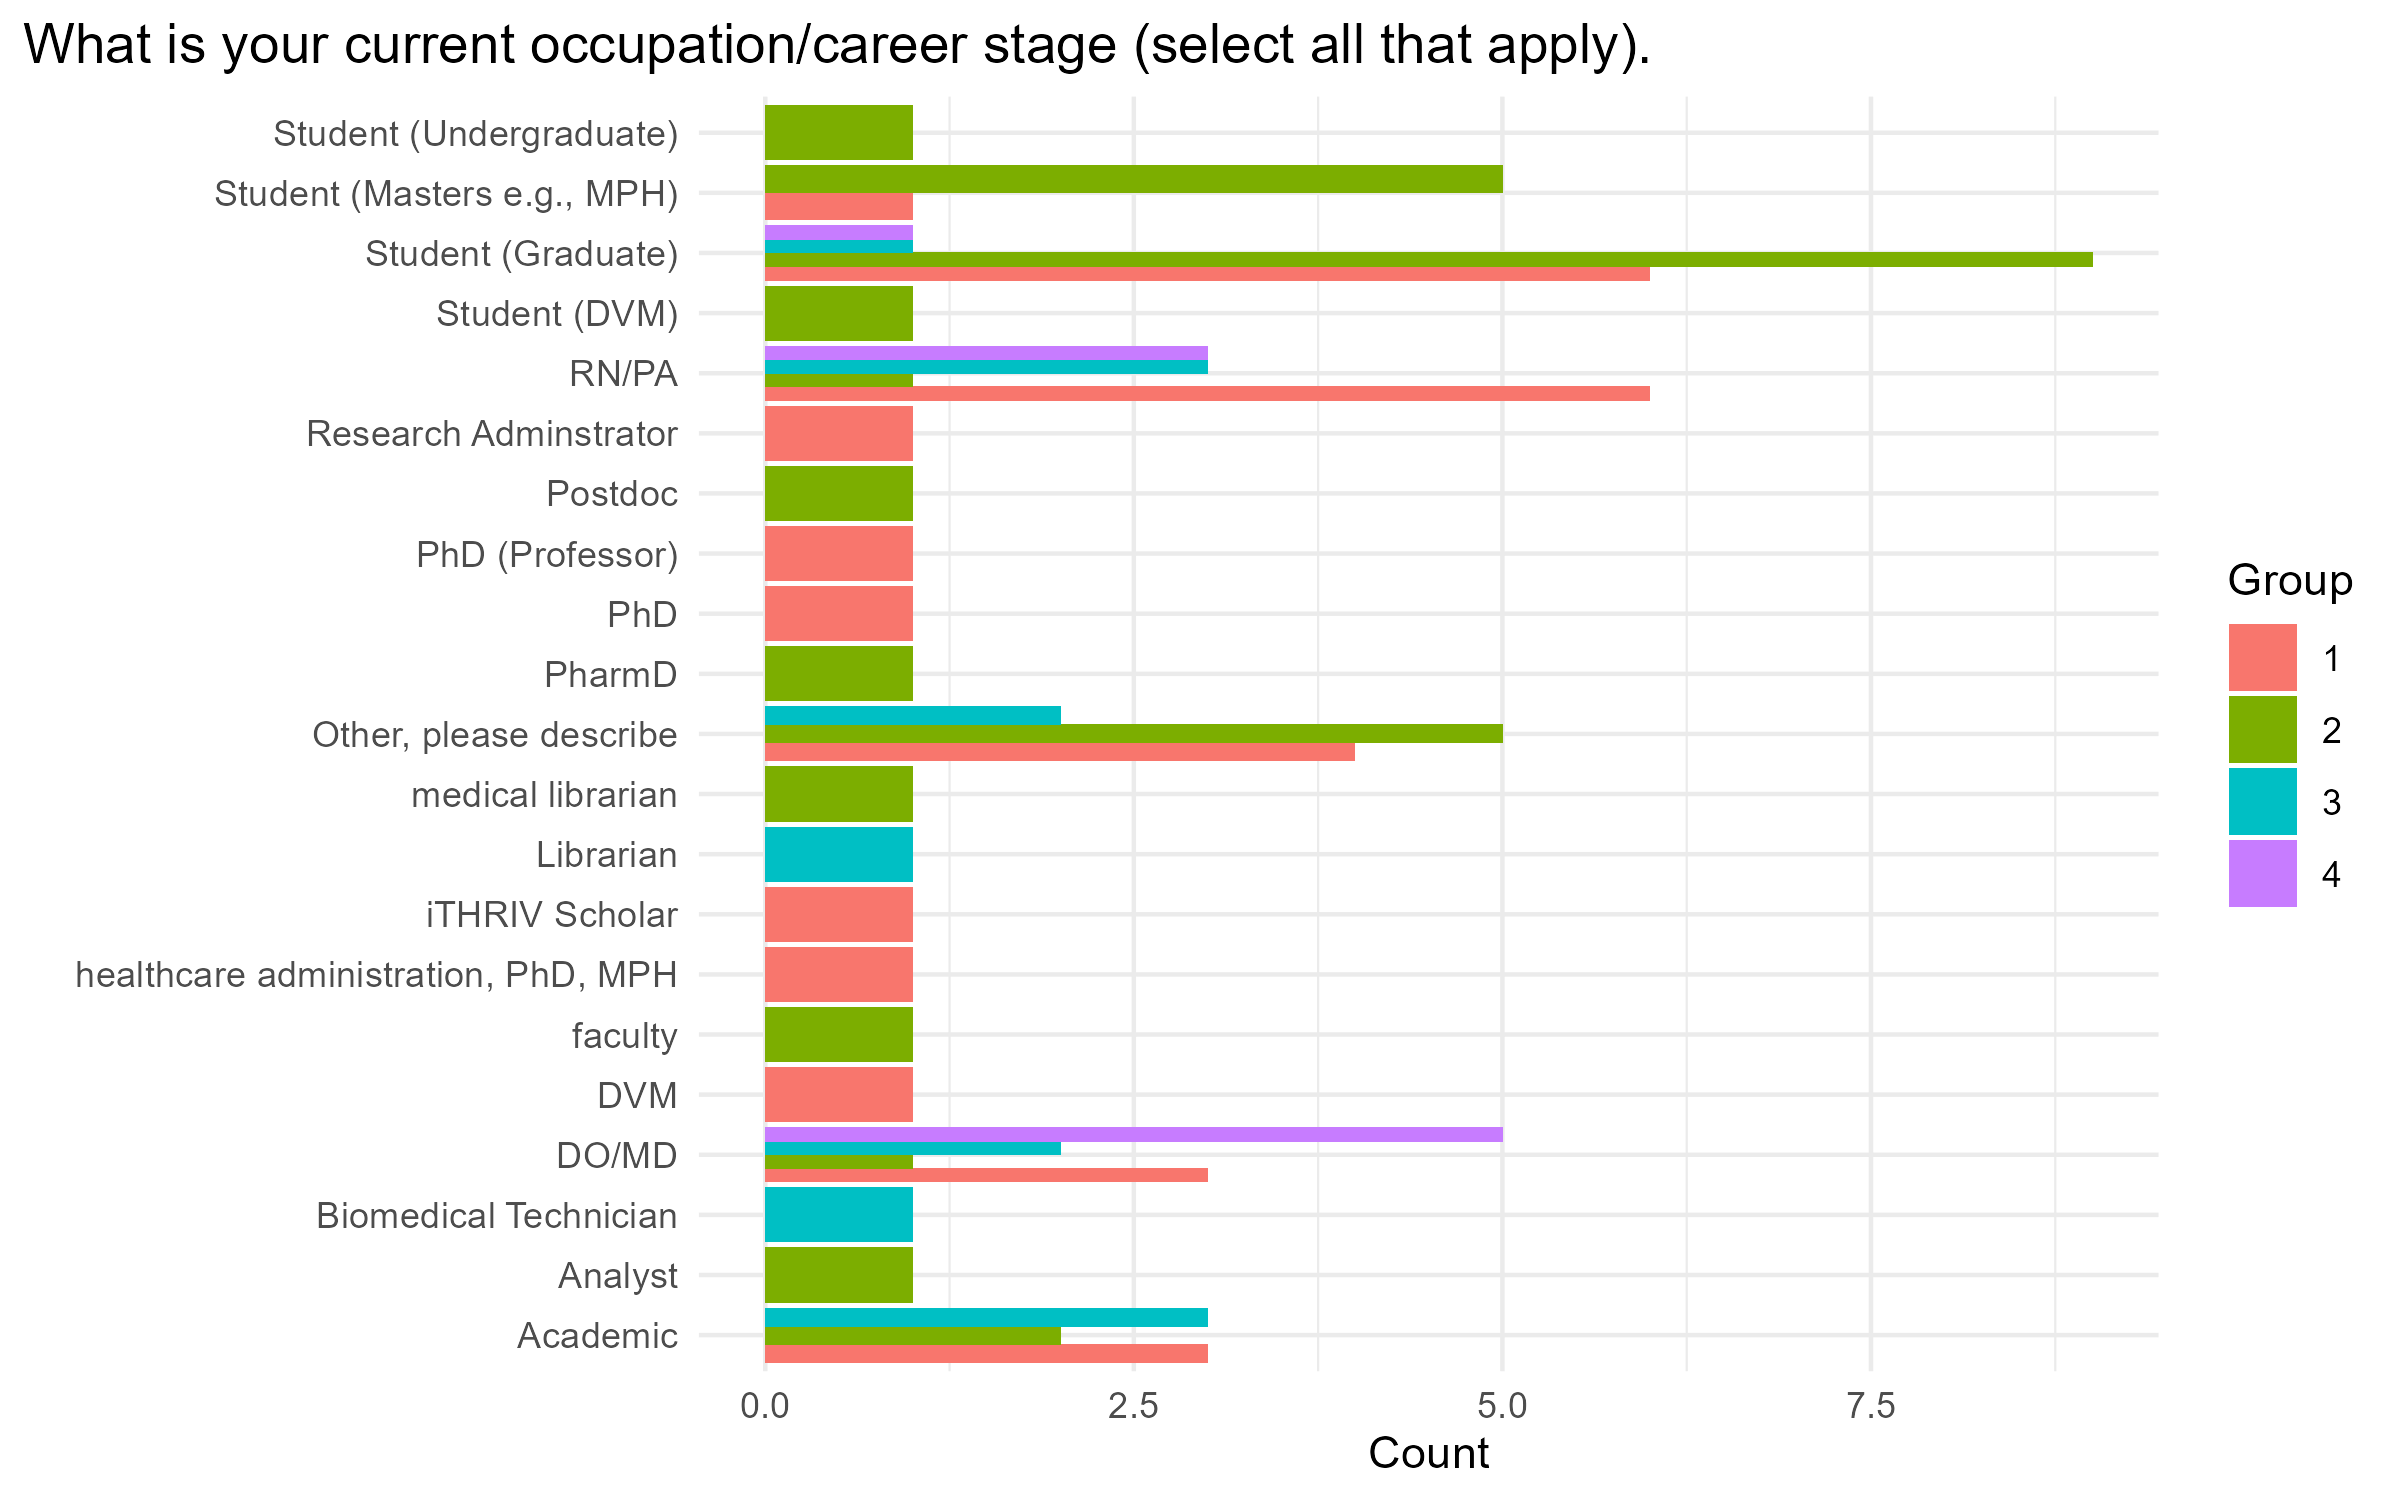 What is your current occupation/career stage (select all that apply).
Student (Undergraduate)
Student (Masters e.g., MPH)
Student (Graduate)
Student (DVM)
RN/PA
Research Adminstrator
Postdoc
PhD (Professor)
PhD
PharmD
Other, please describe
medical librarian
Librarian
iTHRIV Scholar
healthcare administration, PhD, MPH
faculty
DVM
DO/MD
Biomedical Technician
Analyst
Academic
0.0 2.5 5.0 7.5
Count
Group
1
2
3
4